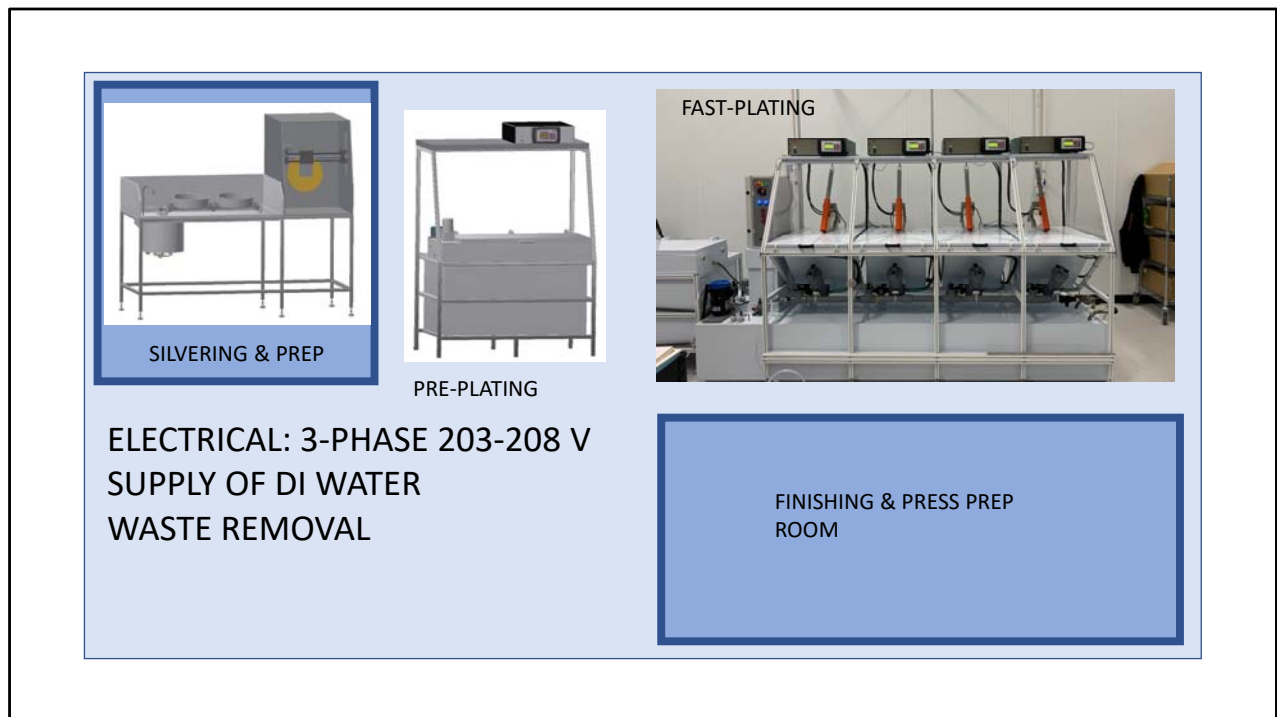 FAST-PLATING
SILVERING & PREP
PRE-PLATING
ELECTRICAL: 3-PHASE 203-208 V
SUPPLY OF DI WATER
WASTE REMOVAL
FINISHING & PRESS PREP
ROOM